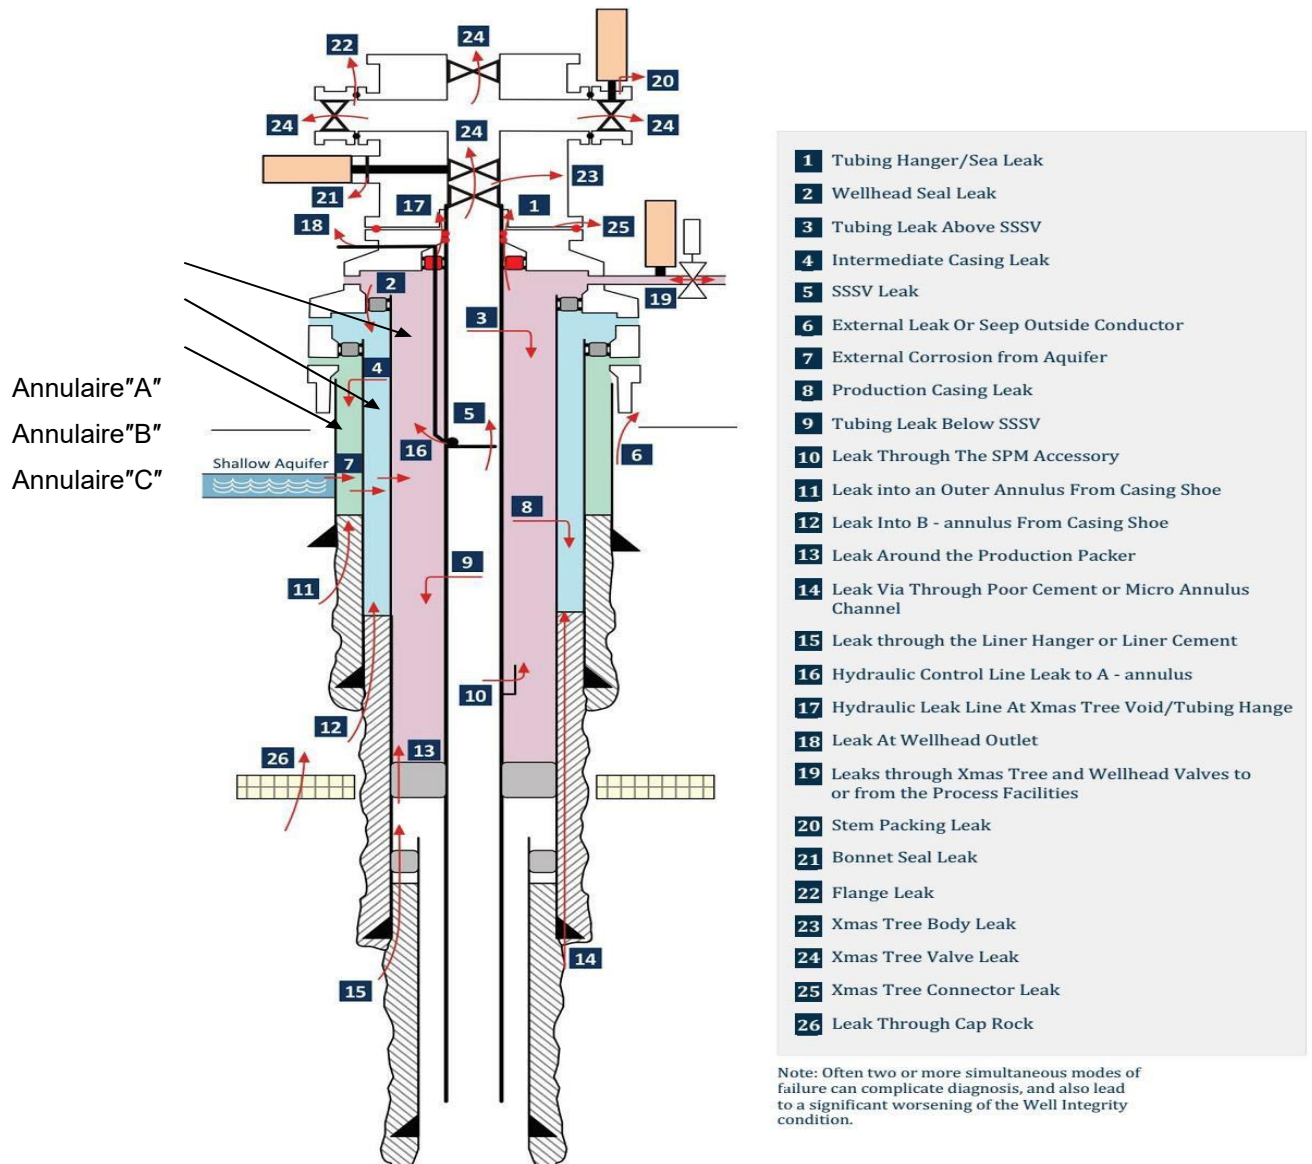 22
24
20
24
24
24
23
21
17
1
18
25
2
19
3
4
Annulaire"A"
5
Annulaire"B"
16
6
Shallow Aquifer
7
Annulaire"C"
8
9
11
10
12
13
26
14
15
1 Tubing Hanger/Sea Leak
2 Wellhead Seal Leak
3 Tubing Leak Above SSSV
4 Intermediate Casing Leak
5 SSSV Leak
6 External Leak Or Seep Outside Conductor
7 External Corrosion from Aquifer
8 Production Casing Leak
9 Tubing Leak Below SSSV
10 Leak Through The SPM Accessory
11 Leak into an Outer Annulus From Casing Shoe
12 Leak Into B - annulus From Casing Shoe
13 Leak Around the Production Packer
14 Leak Via Through Poor Cement or Micro Annulus
Channel
15 Leak through the Liner Hanger or Liner Cement
16 Hydraulic Control Line Leak to A - annulus
17 Hydraulic Leak Line At Xmas Tree Void/Tubing Hange
18 Leak At Wellhead Outlet
19 Leaks through Xmas Tree and Wellhead Valves to
or from the Process Facilities
20 Stem Packing Leak
21 Bonnet Seal Leak
22 Flange Leak
23 Xmas Tree Body Leak
24 Xmas Tree Valve Leak
25 Xmas Tree Connector Leak
26 Leak Through Cap Rock
Note: Often two or more simultaneous modes of
failure can complicate diagnosis, and also lead
to a significant worsening of the Well Integrity
condition.